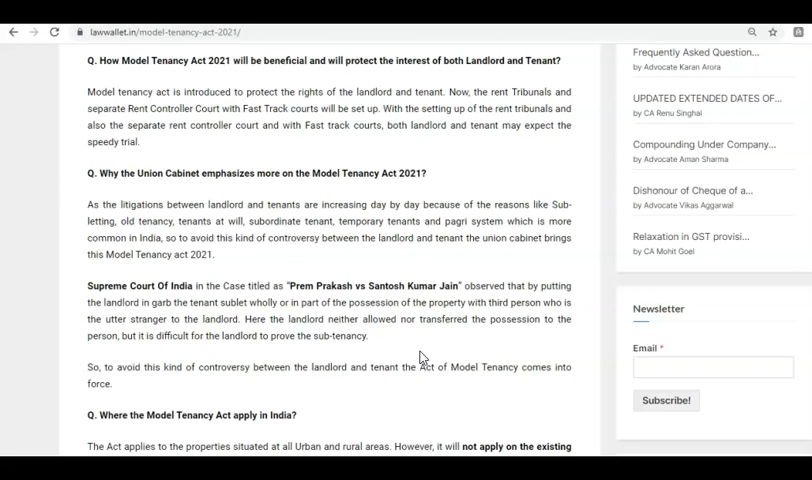 lawwallet.in/model-tenancy-act-2021/
Q. How Model Tenancy Act 2021 will be beneficial and will protect the interest of both Landlord and Tenant?
Model tenancy act is introduced to protect the rights of the landlord and tenant. Now, the rent Tribunals and
separate Rent Controller Court with Fast Track courts will be set up. With the setting up of the rent tribunals and
also the separate rent controller court and with Fast track courts, both landlord and tenant may expect the
speedy trial.
Q. Why the Union Cabinet emphasizes more on the Model Tenancy Act 2021?
As the litigations between landlord and tenants are increasing day by day because of the reasons like Sub-
letting, old tenancy, tenants at will, subordinate tenant, temporary tenants and pagri system which is more
common in India, so to avoid this kind of controversy between the landlord and tenant the union cabinet brings
this Model Tenancy act 2021.
Supreme Court Of India in the Case titled as "Prem Prakash vs Santosh Kumar Jain" observed that by putting
the landlord in garb the tenant sublet wholly or in part of the possession of the property with third person who is
the utter stranger to the landlord. Here the landlord neither allowed nor transferred the possession to the
person, but it is difficult for the landlord to prove the sub-tenancy.
So, to avoid this kind of controversy between the landlord and tenant the Act of Model Tenancy comes into
force.
Q. Where the Model Tenancy Act apply in India?
The Act applies to the properties situated at all Urban and rural areas. However, it will not apply on the existing
Frequently Asked Question...
by Advocate Karan Arora
UPDATED EXTENDED DATES OF...
by CA Renu Singhal
Compounding Under Company...
by Advocate Aman Sharma
Dishonour of Cheque of a...
by Advocate Vikas Aggarwal
Relaxation in GST provisi...
by CA Mohit Goel
Newsletter
Email *
Subscribe!